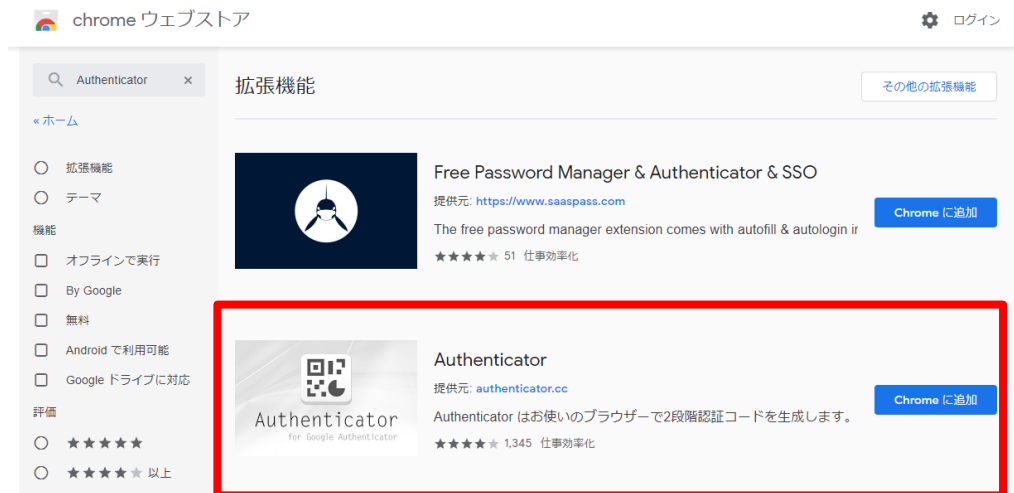 chrome ウェブストア
ログイン
Authenticator ×
« ホーム
拡張機能
テーマ
機能
オフラインで実行
By Google
無料
Android で利用可能
Google ドライブに対応
評価
★★★★★
★★★★★ 以上
拡張機能
その他の拡張機能
Free Password Manager & Authenticator & SSO
提供元: https://www.saaspass.com
The free password manager extension comes with autofill & autologin in
★★★★★ 51 仕事効率化
Chrome に追加
Authenticator
for Google Authenticator
Authenticator
提供元: authenticator.cc
Authenticator はお使いのブラウザーで2段階認証コードを生成します。
★★★★★ 1,345 仕事効率化
Chrome に追加